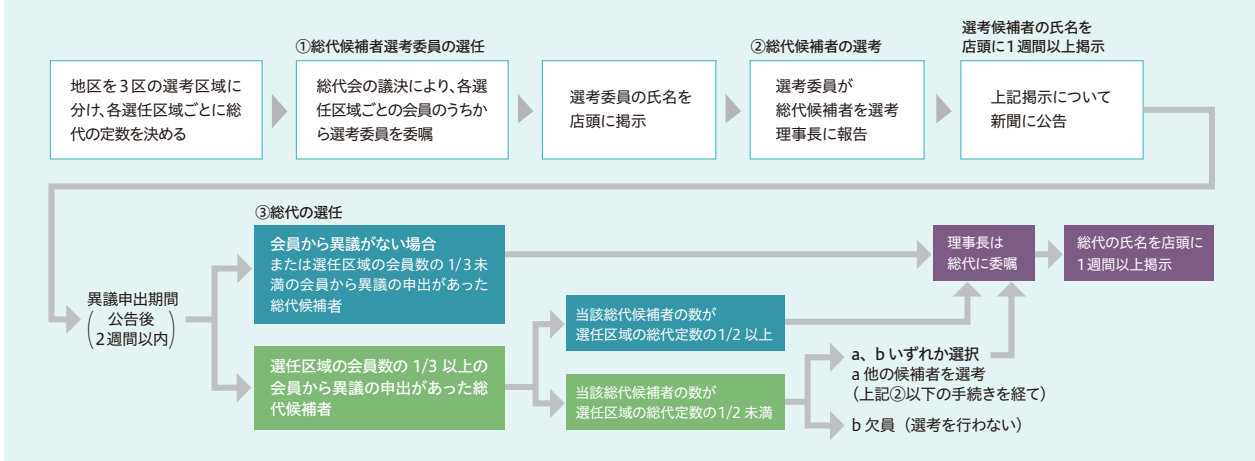 ①総代候補者選考委員の選任
②総代候補者の選考
選考候補者の氏名を
店頭に1週間以上掲示
地区を3区の選考区域に
分け、各選任区域ごとに総
代の定数を決める
総代会の議決により、各選
任区域ごとの会員のうちか
ら選考委員を委嘱
選考委員の氏名を
店頭に掲示
選考委員が
総代候補者を選考
理事長に報告
上記掲示について
新聞に公告
③総代の選任
異議申出期間
公告後
2週間以内
会員から異議がない場合
または選任区域の会員数の 1/3 未
満の会員から異議の申出があった
総代候補者
選任区域の会員数の 1/3 以上の
会員から異議の申出があった総
代候補者
当該総代候補者の数が
選任区域の総代定数の1/2 以上
当該総代候補者の数が
選任区域の総代定数の1/2 未満
a、b いずれか選択
a 他の候補者を選考
(上記②以下の手続きを経て)
b 欠員(選考を行わない)
理事長は
総代に委嘱
総代の氏名を店頭に
1週間以上掲示